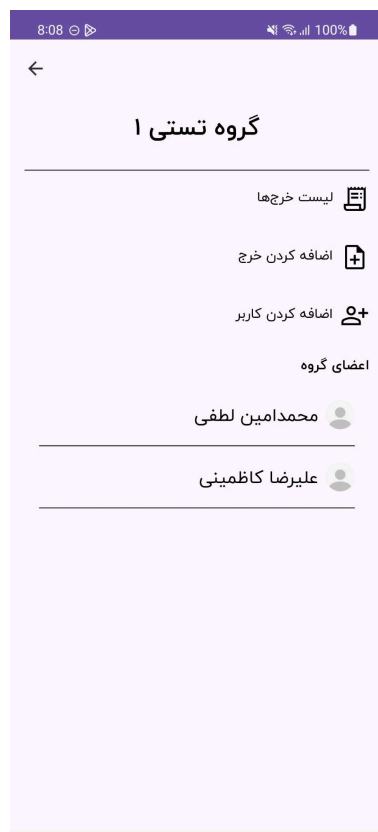 8:08 100%
گروه تستی ۱
لیست خرج‌ها
اضافه کردن خرج
اضافه کردن کاربر
اعضای گروه
محمدامین لطفی
علیرضا کاظمینی